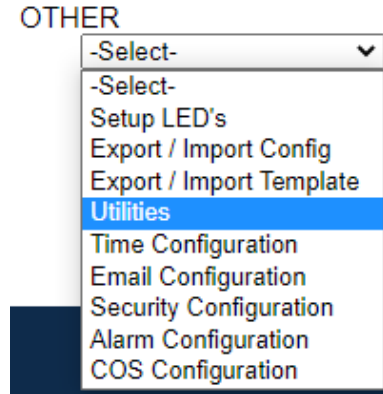 OTHER
-Select-
-Select-
Setup LED's
Export / Import Config
Export / Import Template
Utilities
Time Configuration
Email Configuration
Security Configuration
Alarm Configuration
COS Configuration